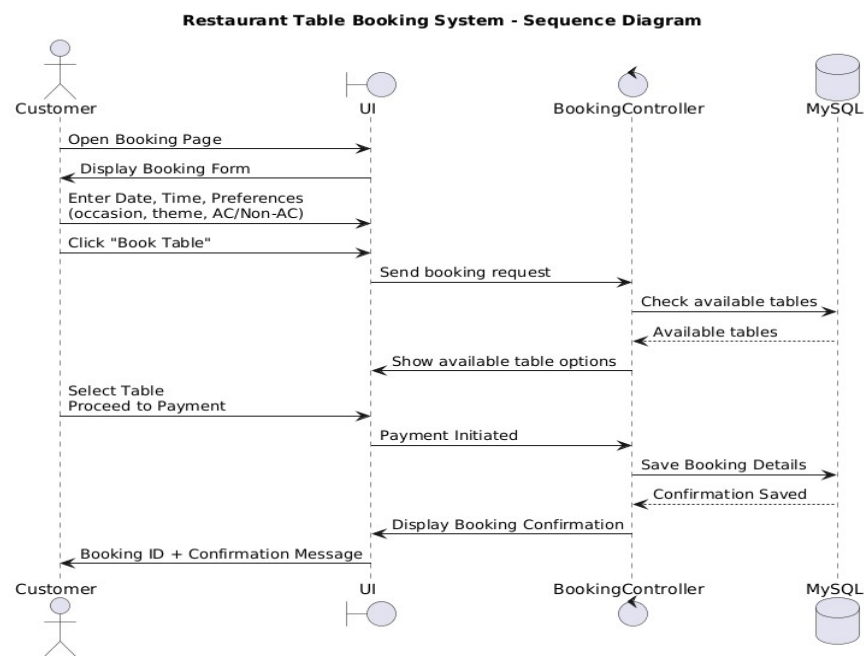 Restaurant Table Booking System - Sequence Diagram
Customer
UI
BookingController
MySQL
Open Booking Page
Display Booking Form
Enter Date, Time, Preferences
(occasion, theme, AC/Non-AC)
Click "Book Table"
Send booking request
Check available tables
Available tables
Show available table options
Select Table
Proceed to Payment
Payment Initiated
Save Booking Details
Confirmation Saved
Display Booking Confirmation
Booking ID + Confirmation Message
Customer
UI
BookingController
MySQL